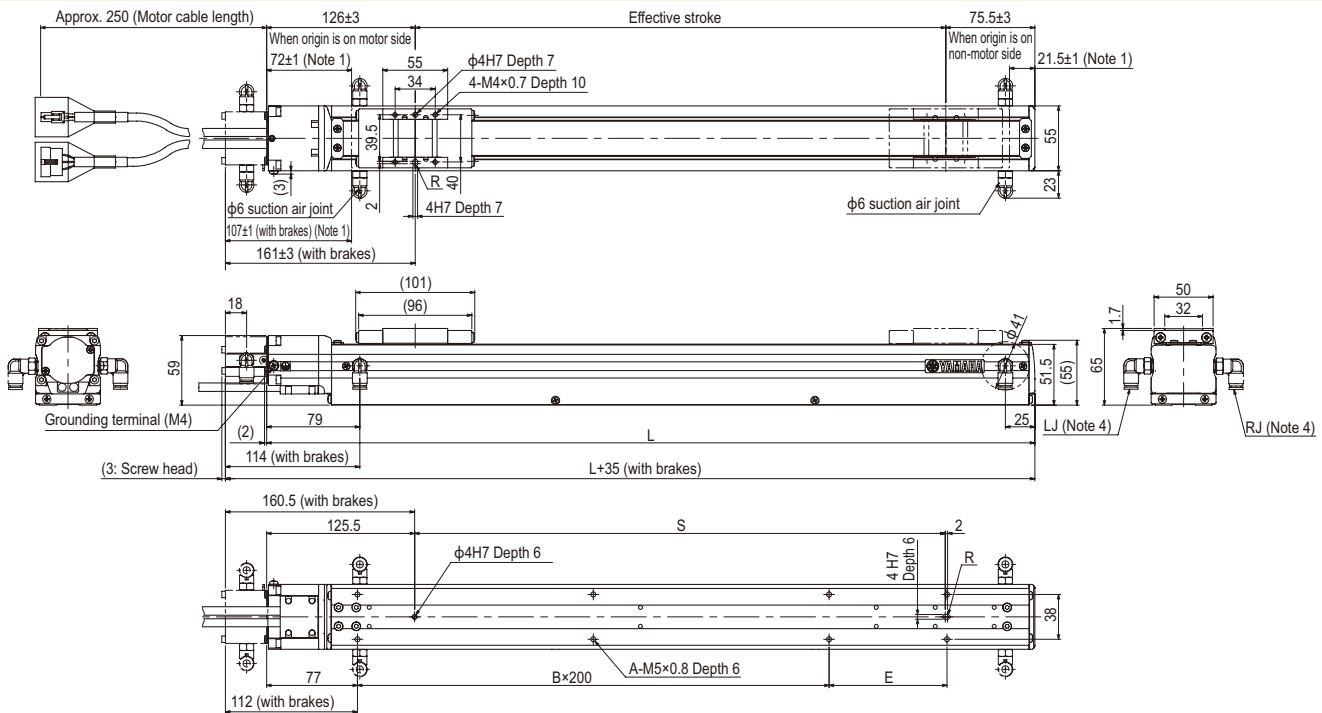 Approx. 250 (Motor cable length)
126±3
Effective stroke
75.5±3
When origin is on motor side
When origin is on
non-motor side
72±1 (Note 1)
55
34
φ4H7 Depth 7
4-M4×0.7 Depth 10
21.5±1 (Note 1)
39.5
40
55
23
(3)
2
R
φ6 suction air joint
4H7 Depth 7
φ6 suction air joint
107±1 (with brakes) (Note 1)
161±3 (with brakes)
(101)
(96)
18
59
Grounding terminal (M4)
(2)
79
114 (with brakes)
(3: Screw head)
L
L+35 (with brakes)
YAMAHA
φ41
51.5
(55)
25
50
32
1.7
65
LJ (Note 4)
RJ (Note 4)
160.5 (with brakes)
125.5
S
2
φ4H7 Depth 6
4 H7
Depth 6
R
38
A-M5×0.8 Depth 6
77
B×200
E
112 (with brakes)